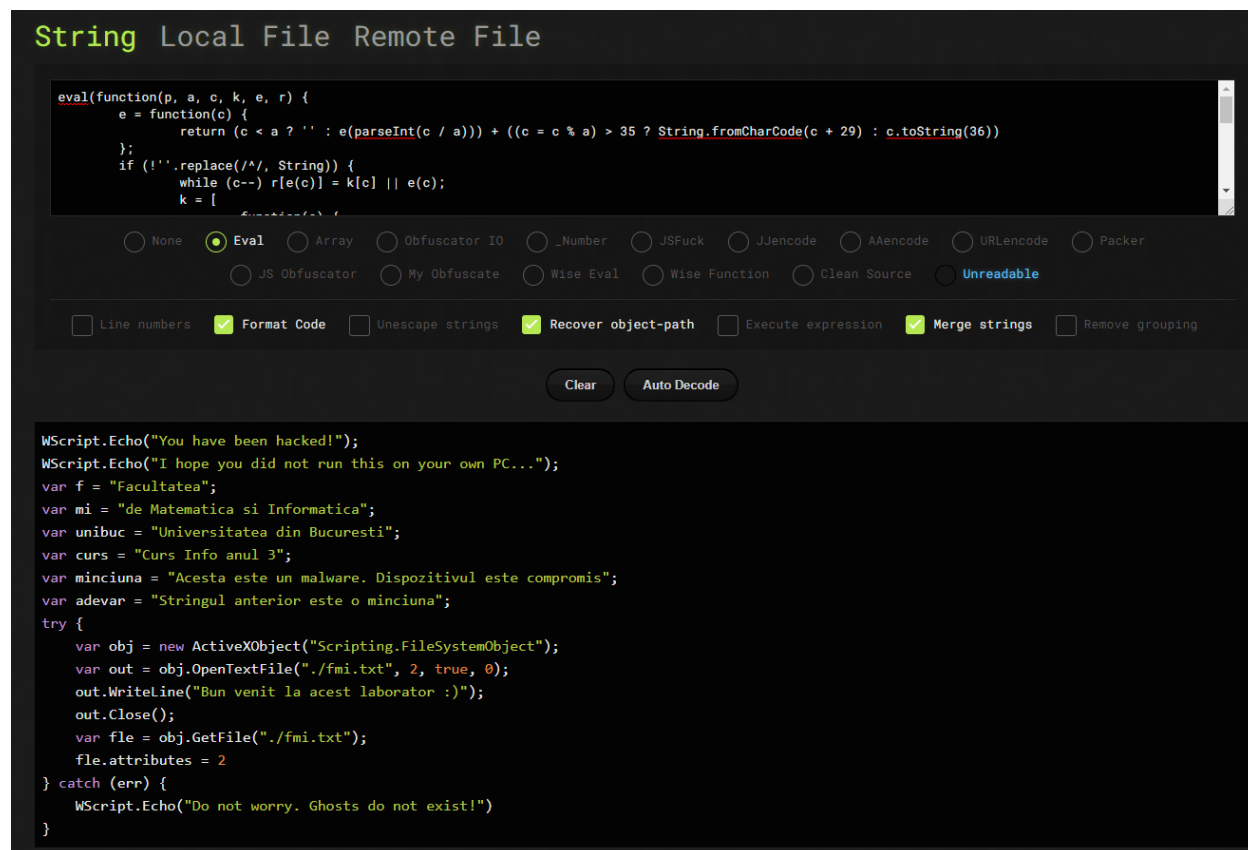 String Local File Remote File
eval(function(p, a, c, k, e, r) {
e = function(c) {
return (c < a ? '' : e(parseInt(c / a))) + ((c = c % a) > 35 ? String.fromCharCode(c + 29) : c.toString(36))
};
if (!''.replace(/^/, String)) {
while (c--) r[e(c)] = k[c] || e(c);
k = [
function(e) {
None Eval Array Obfuscator IO _Number JSFuck JJencode AAencode URLencode Packer
JS Obfuscator My Obfuscate Wise Eval Wise Function Clean Source Unreadable
Line numbers Format Code Unescape strings Recover object-path Execute expression Merge strings Remove grouping
Clear Auto Decode
WScript.Echo("You have been hacked!");
WScript.Echo("I hope you did not run this on your own PC...");
var f = "Facultatea";
var mi = "de Matematica si Informatica";
var unibuc = "Universitatea din Bucuresti";
var curs = "Curs Info anul 3";
var minciuna = "Acesta este un malware. Dispozitivul este compromis";
var adevar = "Stringul anterior este o minciuna";
try {
var obj = new ActiveXObject("Scripting.FileSystemObject");
var out = obj.OpenTextFile("./fmi.txt", 2, true, 0);
out.WriteLine("Bun venit la acest laborator :)");
out.Close();
var fle = obj.GetFile("./fmi.txt");
fle.attributes = 2
} catch (err) {
WScript.Echo("Do not worry. Ghosts do not exist!")
}